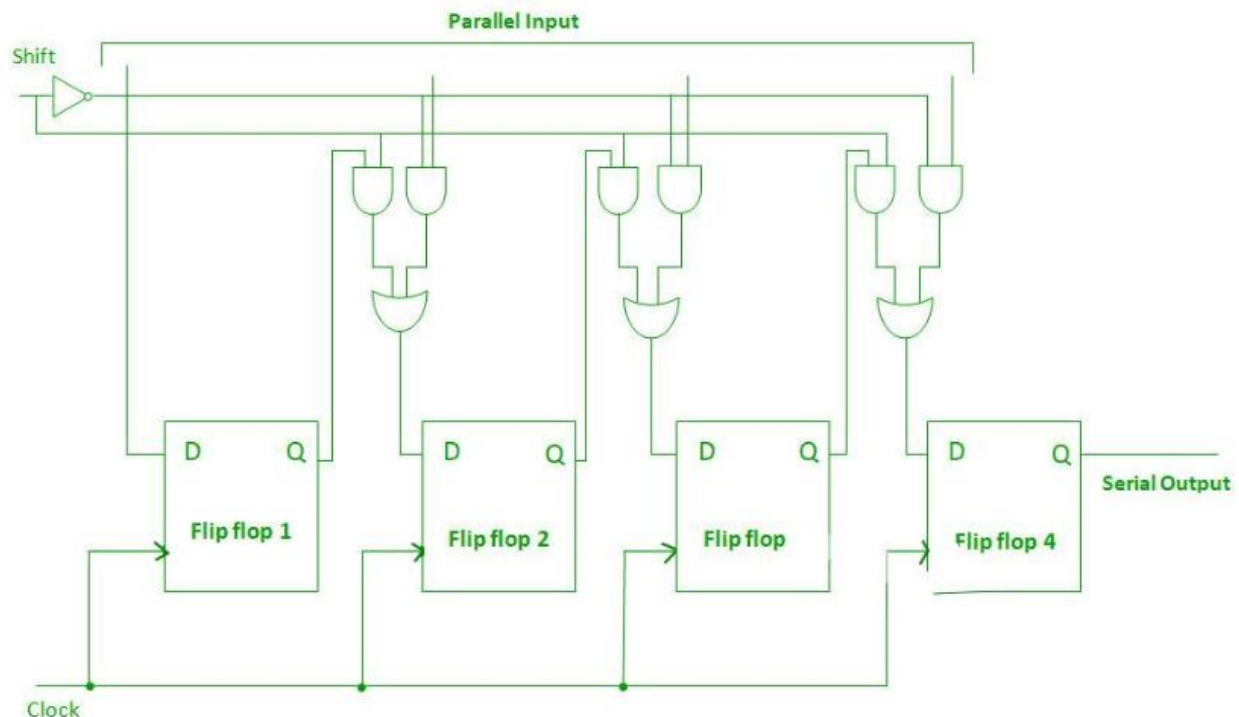 Parallel Input
Shift
D Q
Flip flop 1
D Q
Flip flop 2
D Q
Flip flop
D Q
Flip flop 4
Serial Output
Clock